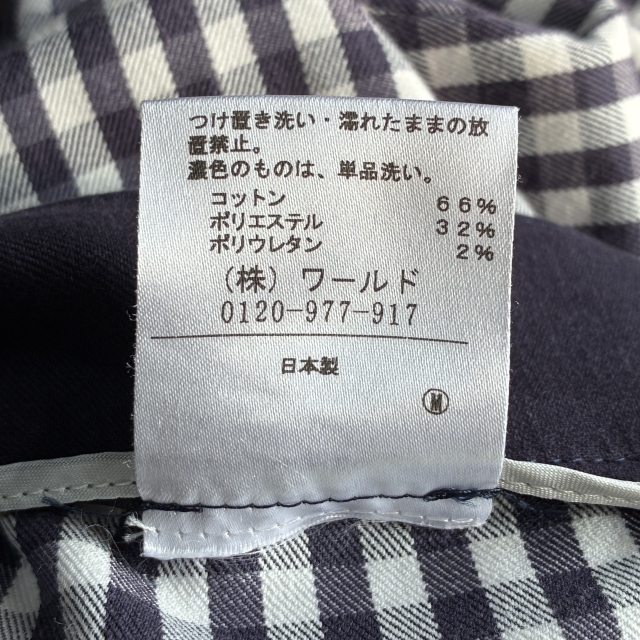 つけ置き洗い・濡れたままの放
置禁止。
濃色のものは、単品洗い。
コットン 66%
ポリエステル 32%
ポリウレタン 2%
(株)ワールド
0120-977-917
日本製
Ⓜ